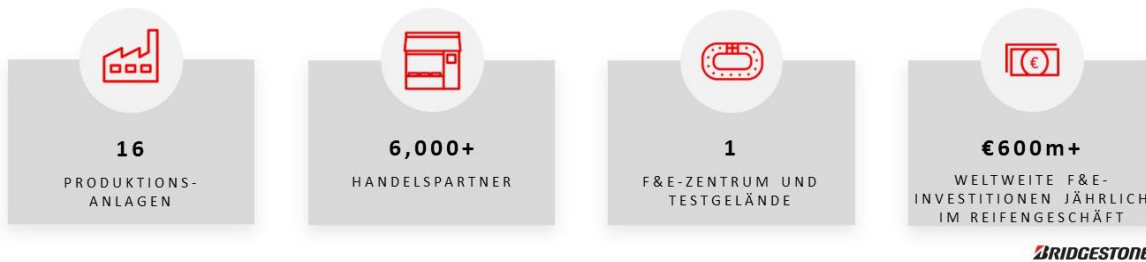 16
PRODUKTIONS-
ANLAGEN
6,000+
HANDELSPARTNER
1
F&E-ZENTRUM UND
TESTGELÄNDE
€600m+
WELTWEITE F&E-
INVESTITIONEN JÄHRLICH
IM REIFENGESCHÄFT
€
BRIDGESTONE